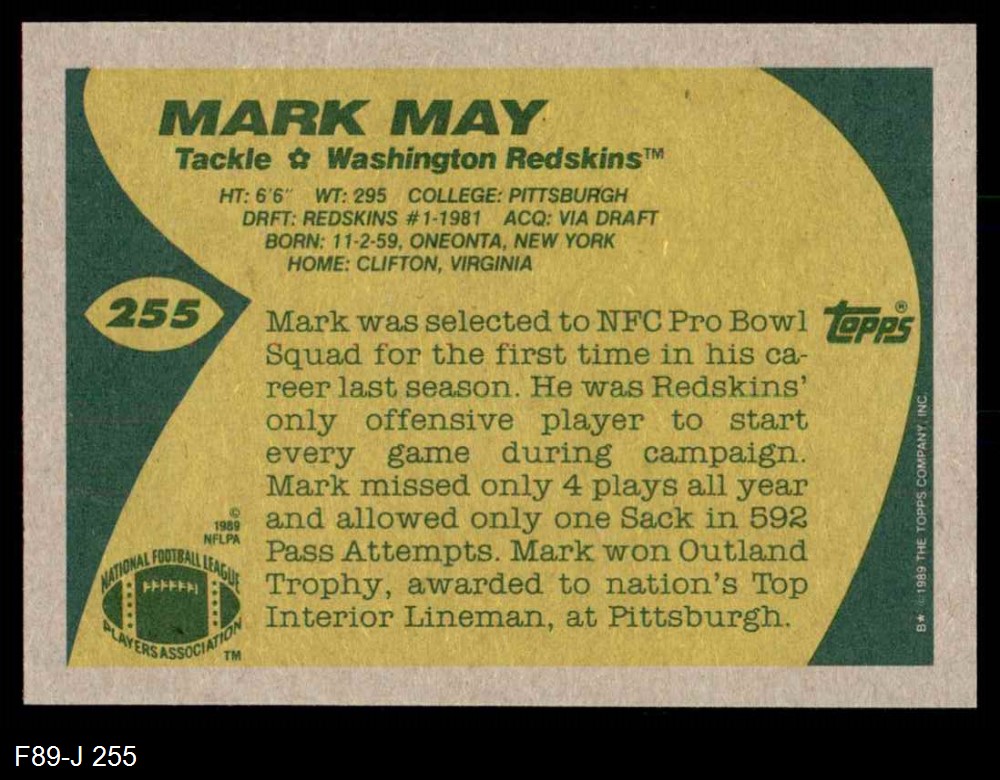 MARK MAY
Tackle ✿ Washington Redskins™
HT: 6'6" WT: 295 COLLEGE: PITTSBURGH
DRFT: REDSKINS #1-1981 ACQ: VIA DRAFT
BORN: 11-2-59, ONEONTA, NEW YORK
HOME: CLIFTON, VIRGINIA
255
Mark was selected to NFC Pro Bowl
Squad for the first time in his ca-
reer last season. He was Redskins'
only offensive player to start
every game during campaign.
Mark missed only 4 plays all year
and allowed only one Sack in 592
Pass Attempts. Mark won Outland
Trophy, awarded to nation's Top
Interior Lineman, at Pittsburgh.
topps®
©
1989
NFLPA
NATIONAL FOOTBALL LEAGUE
PLAYERS ASSOCIATION
TM
B★ © 1989 THE TOPPS COMPANY, INC.
F89-J 255